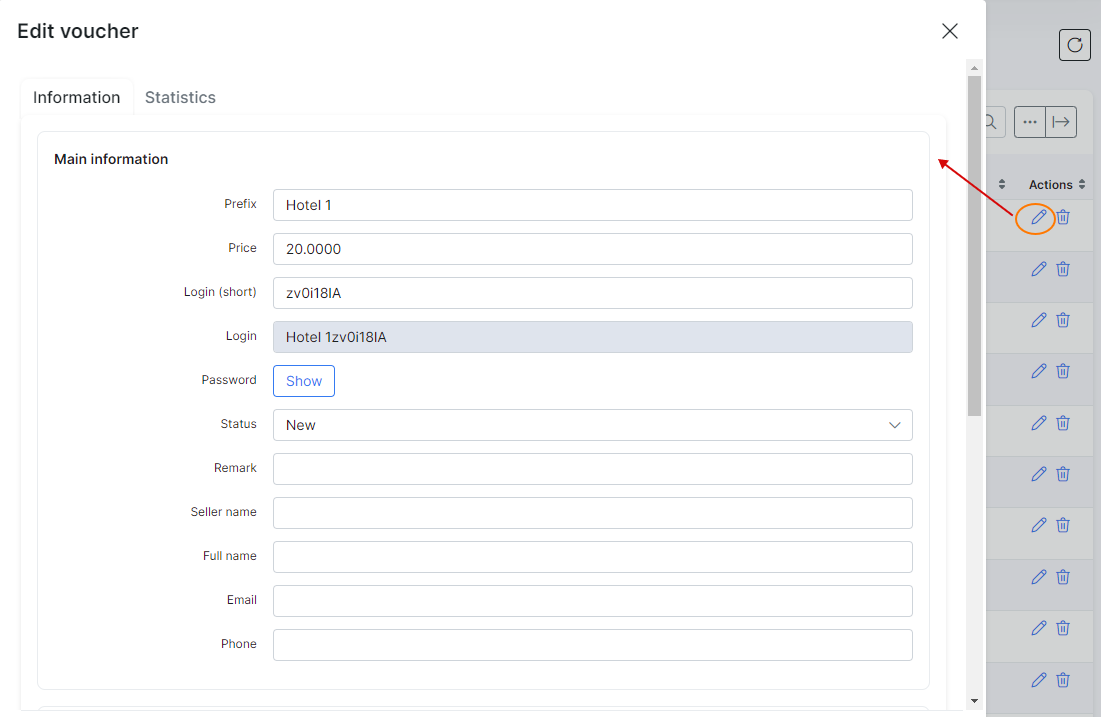 Edit voucher
Information Statistics
Main information
Actions
Prefix Hotel 1
Price 20.0000
Login (short) zv0i18IA
Login Hotel 1zv0i18IA
Password Show
Status New
Remark
Seller name
Full name
Email
Phone